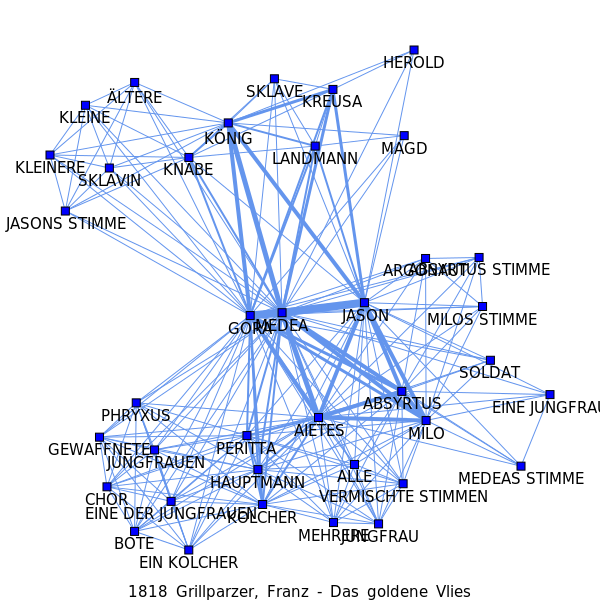 HEROLD
ÄLTERE
SKLAVE
KREUSA
KLEINE
KÖNIG
MAGD
LANDMANN
KLEINERE
KNABE
SKLAVIN
JASONS STIMME
ARGONAUT
ABSYRTUS STIMME
MILOS STIMME
JASON
GORA
MEDEA
SOLDAT
ABSYRTUS
EINE JUNGFRAU
PHRYXUS
AIETES
MILO
GEWAFFNETE
PERITTA
JUNGFRAUEN
ALLE
MEDEAS STIMME
HAUPTMANN
VERMISCHTE STIMMEN
CHOR
EINE DER JUNGFRAUEN
KOLCHER
MEHRERE
JUNGFRAU
BOTE
EIN KOLCHER
1818 Grillparzer, Franz - Das goldene Vlies